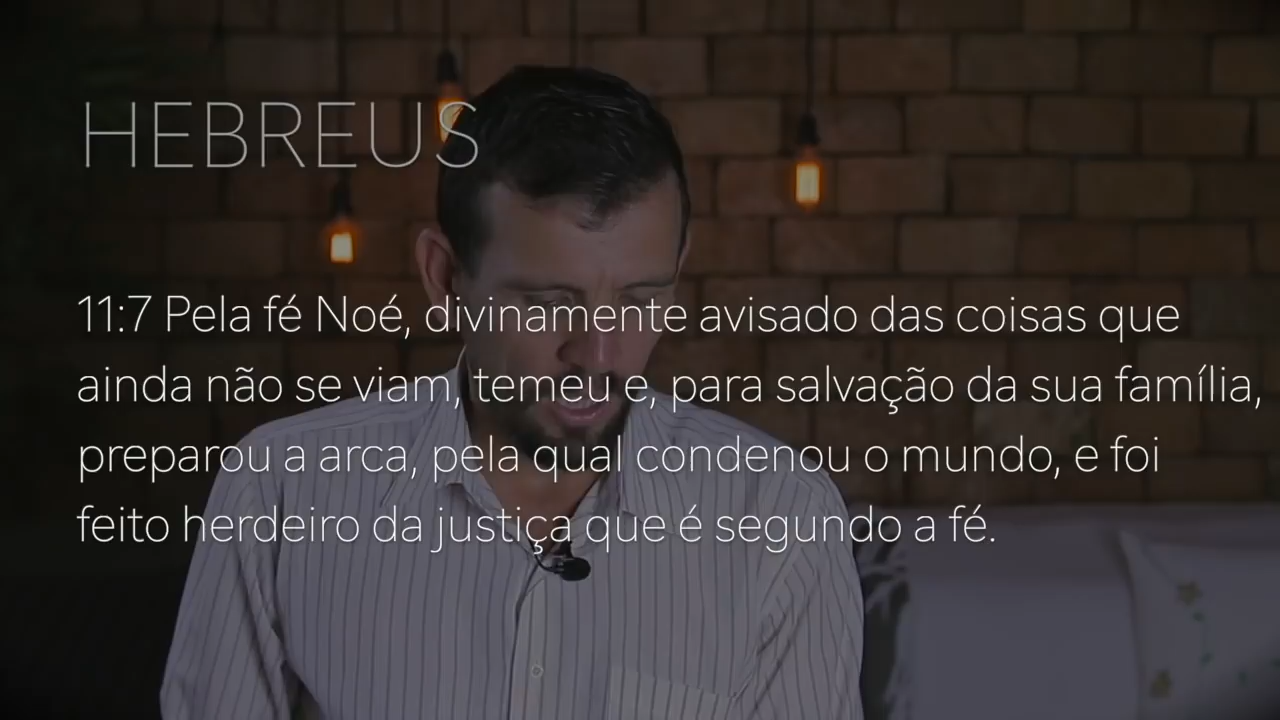 HEBREUS
11:7 Pela fé Noé, divinamente avisado das coisas que
ainda não se viam, temeu e, para salvação da sua família,
preparou a arca, pela qual condenou o mundo, e foi
feito herdeiro da justiça que é segundo a fé.